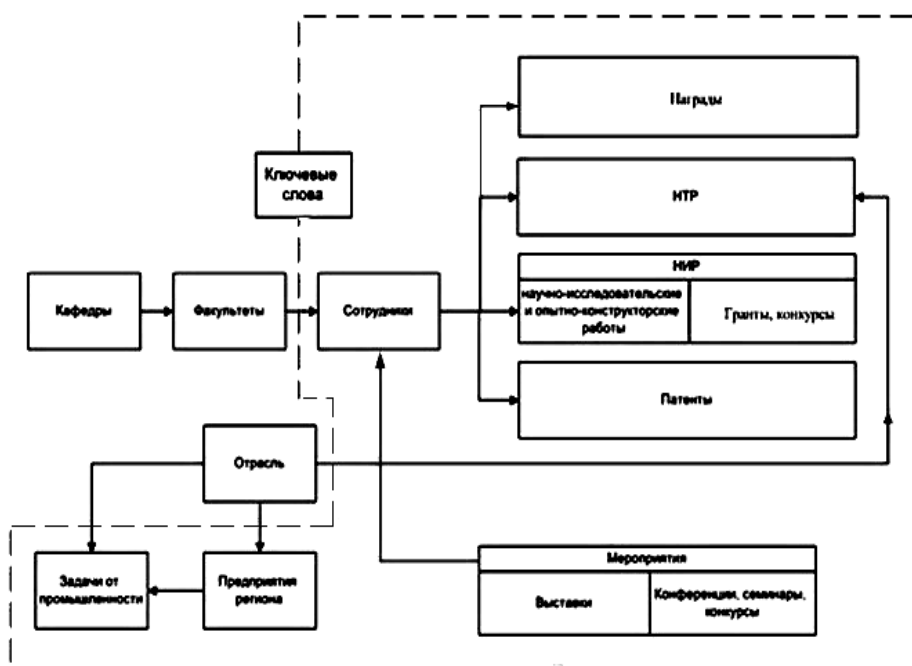 Награды
Ключевые
слова
НТР
НИР
научно-исследовательские
и опытно-конструкторские
работы
Гранты, конкурсы
Кафедры
Факультеты
Сотрудники
Патенты
Отрасль
Задачи от
промышленности
Предприятия
региона
Мероприятия
Выставки
Конференции, семинары,
конкурсы